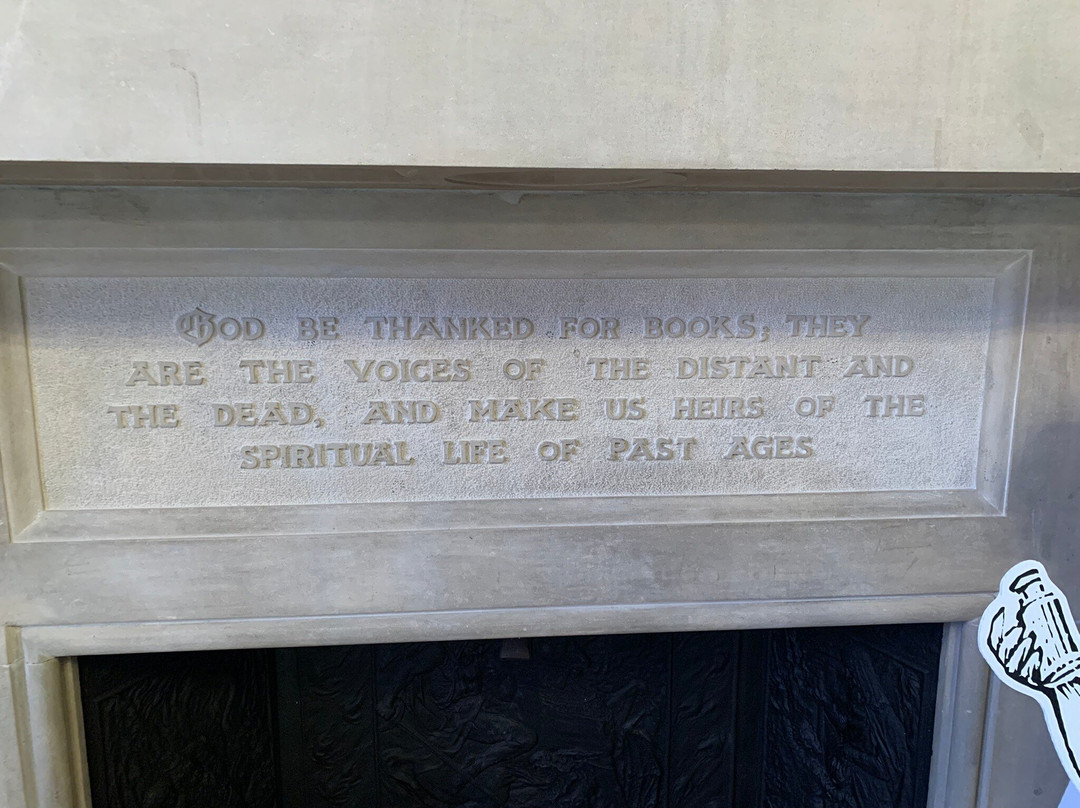 GOD BE THANKED FOR BOOKS; THEY
ARE THE VOICES OF THE DISTANT AND
THE DEAD, AND MAKE US HEIRS OF THE
SPIRITUAL LIFE OF PAST AGES